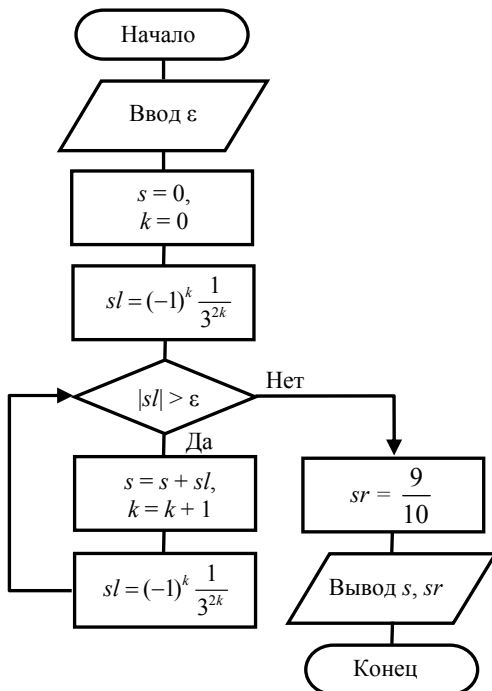 Начало
Ввод ε
s = 0,
k = 0
sl = (−1)^k 1/3^{2k}
|sl| > ε
Нет
Да
s = s + sl,
k = k + 1
sl = (−1)^k 1/3^{2k}
sr = 9/10
Вывод s, sr
Конец